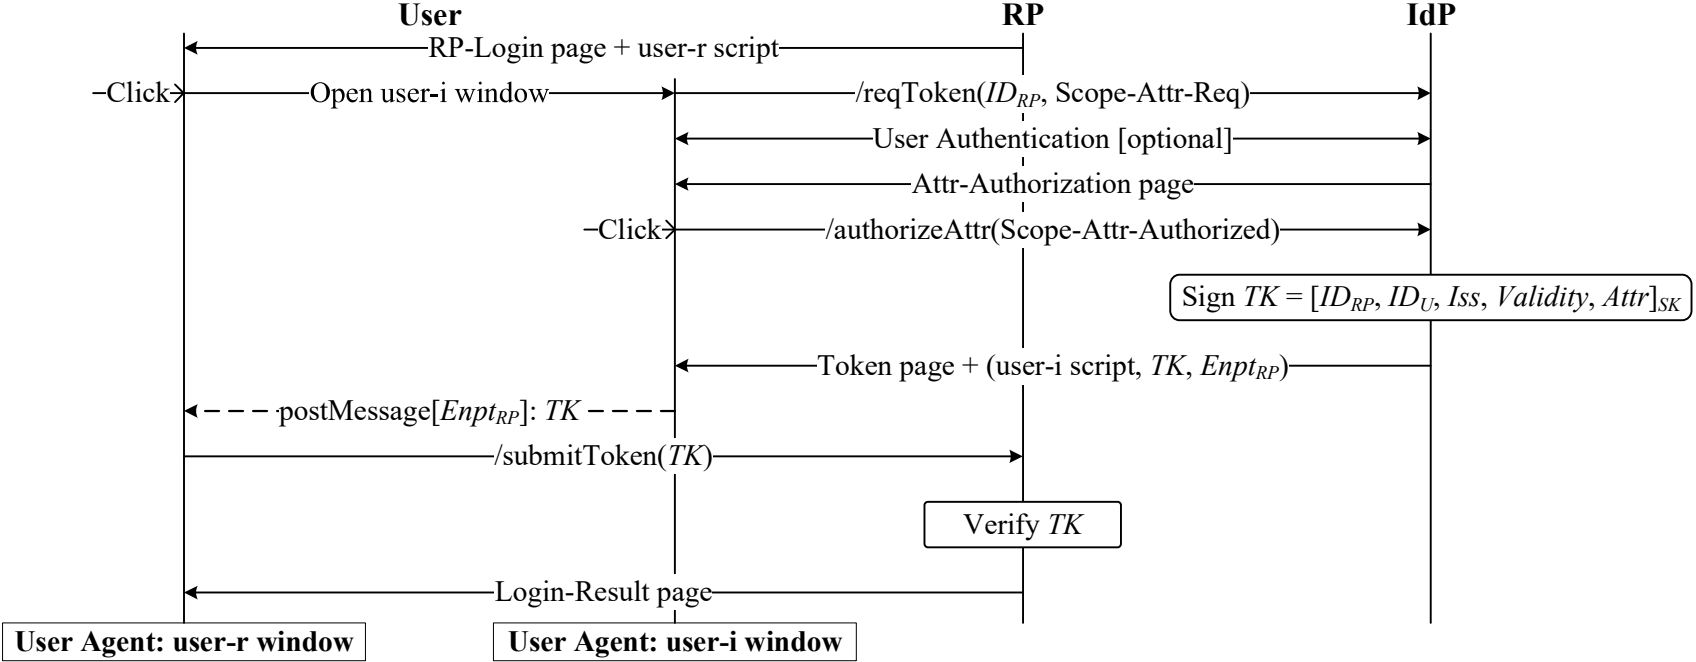 User RP IdP
RP-Login page + user-r script
Click Open user-i window /reqToken(ID_RP, Scope-Attr-Req)
User Authentication [optional]
Attr-Authorization page
Click /authorizeAttr(Scope-Attr-Authorized)
Sign TK = [ID_RP, ID_U, Iss, Validity, Attr]_SK
Token page + (user-i script, TK, Enpt_RP)
postMessage[Enpt_RP]: TK
/submitToken(TK)
Verify TK
Login-Result page
User Agent: user-r window User Agent: user-i window